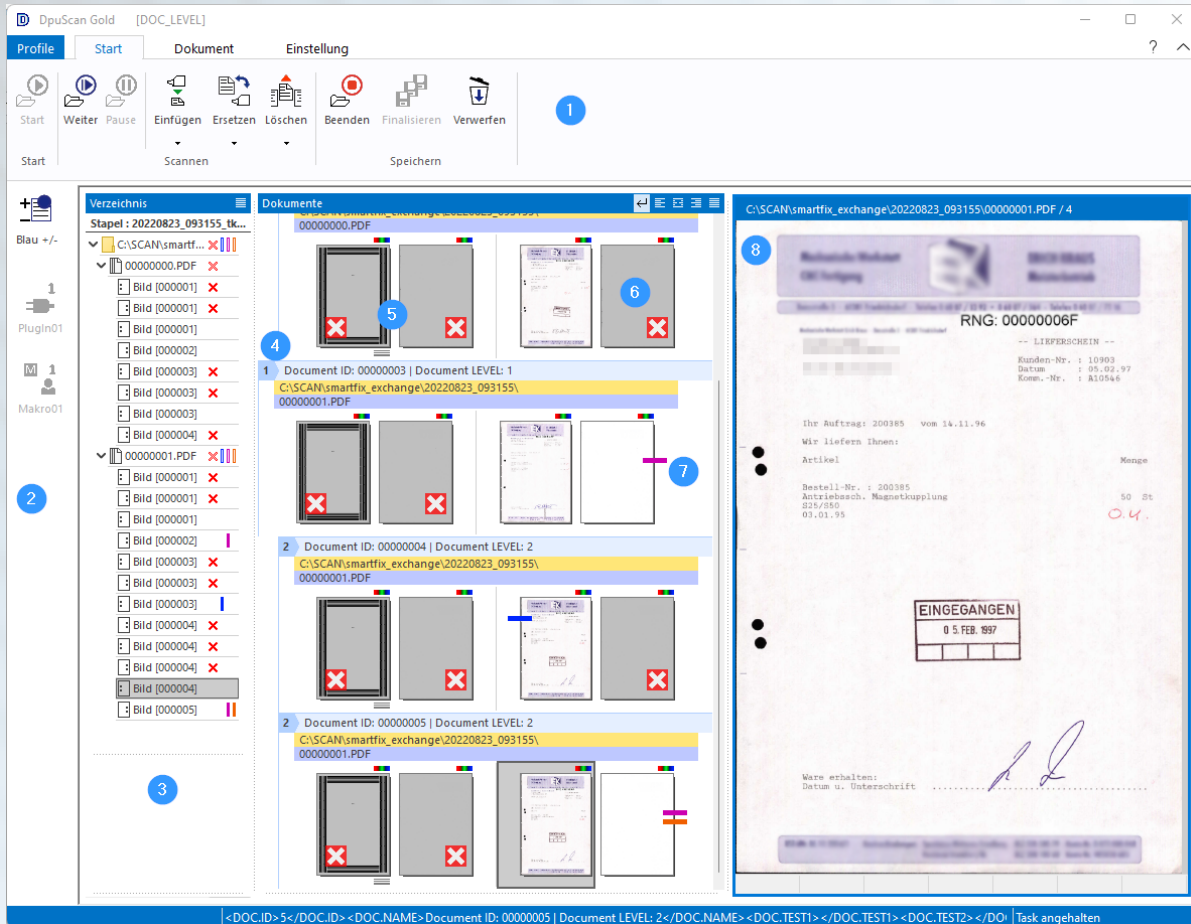 DpuScan Gold [DOC_LEVEL]
Profile Start Dokument Einstellung ?
Start Weiter Pause Einfügen Ersetzen Löschen Beenden Finalisieren Verwerfen
1
Start Scannen Speichern
Blau +/-
1
PlugIn01
M 1
Makro01
2
Verzeichnis
Stapel : 20220823_093155_tk...
C:\SCAN\smartf...
00000000.PDF
Bild [000001]
Bild [000001]
Bild [000001]
Bild [000002]
Bild [000003]
Bild [000003]
Bild [000003]
Bild [000004]
00000001.PDF
Bild [000001]
Bild [000001]
Bild [000001]
Bild [000002]
Bild [000003]
Bild [000003]
Bild [000003]
Bild [000004]
Bild [000004]
Bild [000004]
Bild [000004]
Bild [000005]
3
Dokumente
C:\SCAN\smartfix_exchange\20220823_093155\
00000000.PDF
5
6
4
1 Document ID: 00000003 | Document LEVEL: 1
C:\SCAN\smartfix_exchange\20220823_093155\
00000001.PDF
7
2 Document ID: 00000004 | Document LEVEL: 2
C:\SCAN\smartfix_exchange\20220823_093155\
00000001.PDF
2 Document ID: 00000005 | Document LEVEL: 2
C:\SCAN\smartfix_exchange\20220823_093155\
00000001.PDF
C:\SCAN\smartfix_exchange\20220823_093155\00000001.PDF / 4
8
RNG: 00000006F
-- LIEFERSCHEIN --
Kunden-Nr. : 10903
Datum : 05.02.97
Komm.-Nr. : A10546
Ihr Auftrag: 200385 vom 14.11.96
Wir liefern Ihnen:
Artikel Menge
Bestell-Nr. : 200385
Antriebssch. Magnetkupplung 50 St
S25/S50
03.01.95
O.K.
EINGEGANGEN
05. FEB. 1997
Ware erhalten:
Datum u. Unterschrift
<DOC.ID>5</DOC.ID><DOC.NAME>Document ID: 00000005 | Document LEVEL: 2</DOC.NAME><DOC.TEST1></DOC.TEST1><DOC.TEST2></DO Task angehalten